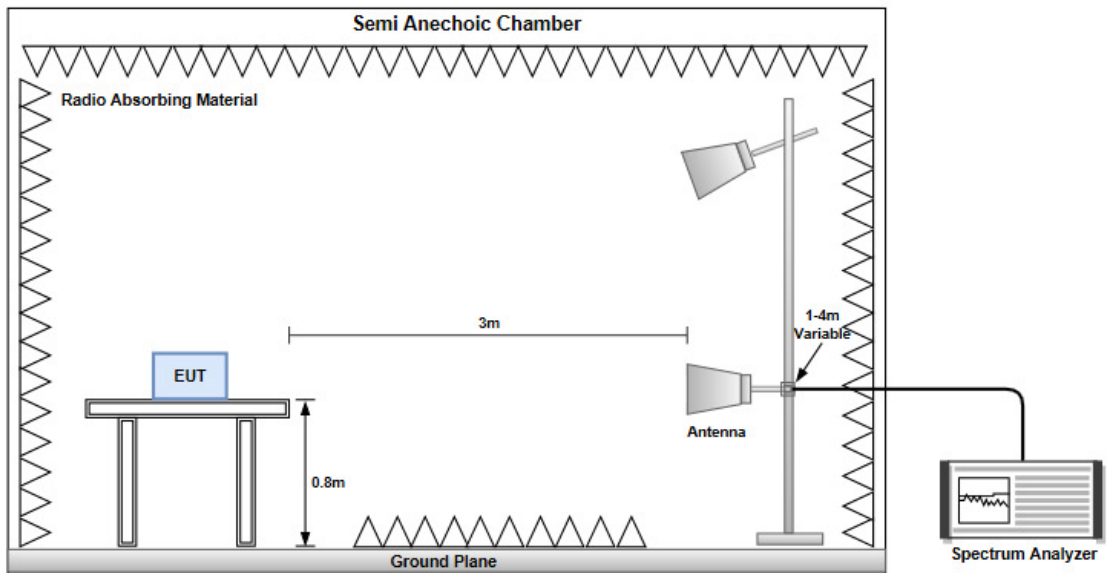 Semi Anechoic Chamber
Radio Absorbing Material
3m
1-4m
Variable
EUT
Antenna
0.8m
Ground Plane
Spectrum Analyzer